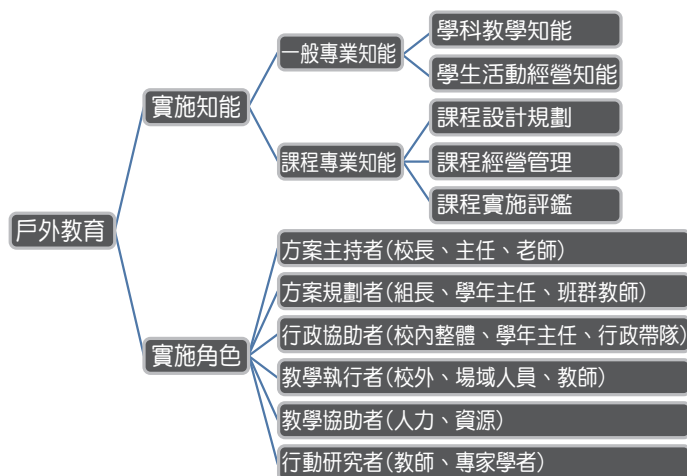 戶外教育
實施知能
一般專業知能
學科教學知能
學生活動經營知能
課程專業知能
課程設計規劃
課程經營管理
課程實施評鑑
實施角色
方案主持者(校長、主任、老師)
方案規劃者(組長、學年主任、班群教師)
行政協助者(校內整體、學年主任、行政帶隊)
教學執行者(校外、場域人員、教師)
教學協助者(人力、資源)
行動研究者(教師、專家學者)